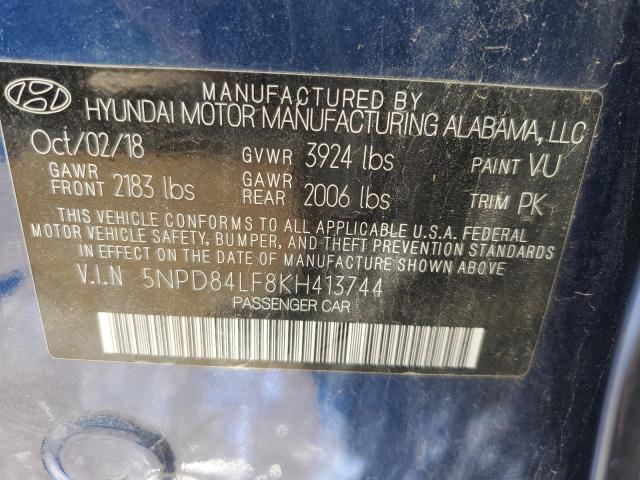 MANUFACTURED BY
HYUNDAI MOTOR MANUFACTURING ALABAMA, LLC
Oct/02/18 GVWR 3924 lbs PAINT VU
GAWR FRONT 2183 lbs GAWR REAR 2006 lbs TRIM PK
THIS VEHICLE CONFORMS TO ALL APPLICABLE U.S.A. FEDERAL
MOTOR VEHICLE SAFETY, BUMPER, AND THEFT PREVENTION STANDARDS
IN EFFECT ON THE DATE OF MANUFACTURE SHOWN ABOVE
V.I.N 5NPD84LF8KH413744
PASSENGER CAR